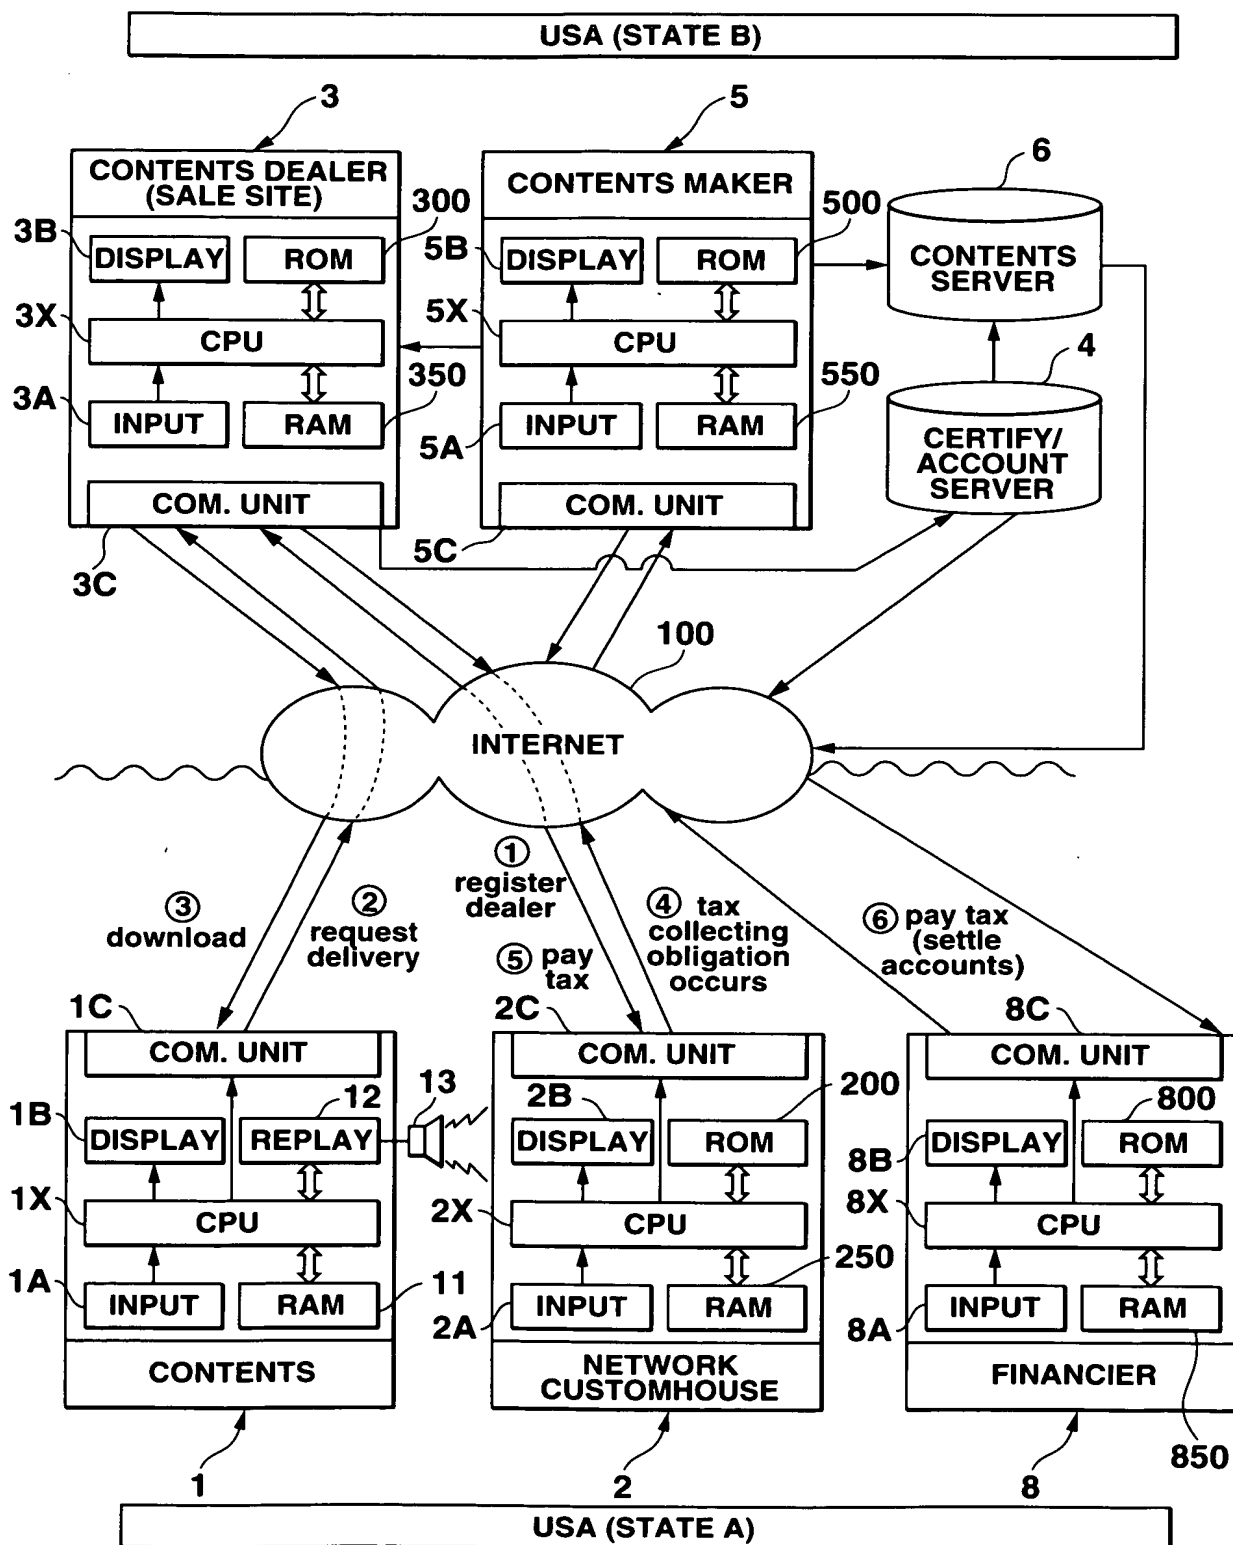 USA (STATE B)
3
5
6
CONTENTS DEALER
(SALE SITE)
CONTENTS MAKER
300
500
3B
DISPLAY
ROM
5B
DISPLAY
ROM
CONTENTS
SERVER
3X
CPU
5X
CPU
4
350
550
3A
INPUT
RAM
5A
INPUT
RAM
CERTIFY/
ACCOUNT
SERVER
COM. UNIT
COM. UNIT
3C
5C
100
INTERNET
① register
dealer
③ download
② request
delivery
④ tax
collecting
obligation
occurs
⑤ pay
tax
⑥ pay tax
(settle
accounts)
1C
2C
8C
COM. UNIT
COM. UNIT
COM. UNIT
12
13
1B
DISPLAY
REPLAY
2B
200
DISPLAY
ROM
800
8B
DISPLAY
ROM
1X
CPU
2X
CPU
8X
CPU
1A
INPUT
RAM
11
250
2A
INPUT
RAM
8A
INPUT
RAM
CONTENTS
NETWORK
CUSTOMHOUSE
FINANCIER
850
1
2
8
USA (STATE A)